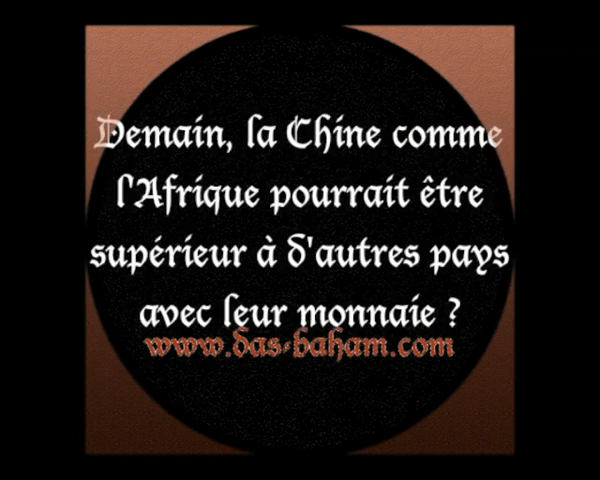 Demain, la Chine comme
l'Afrique pourrait être
supérieur à d'autres pays
avec leur monnaie ?
www.das-baham.com